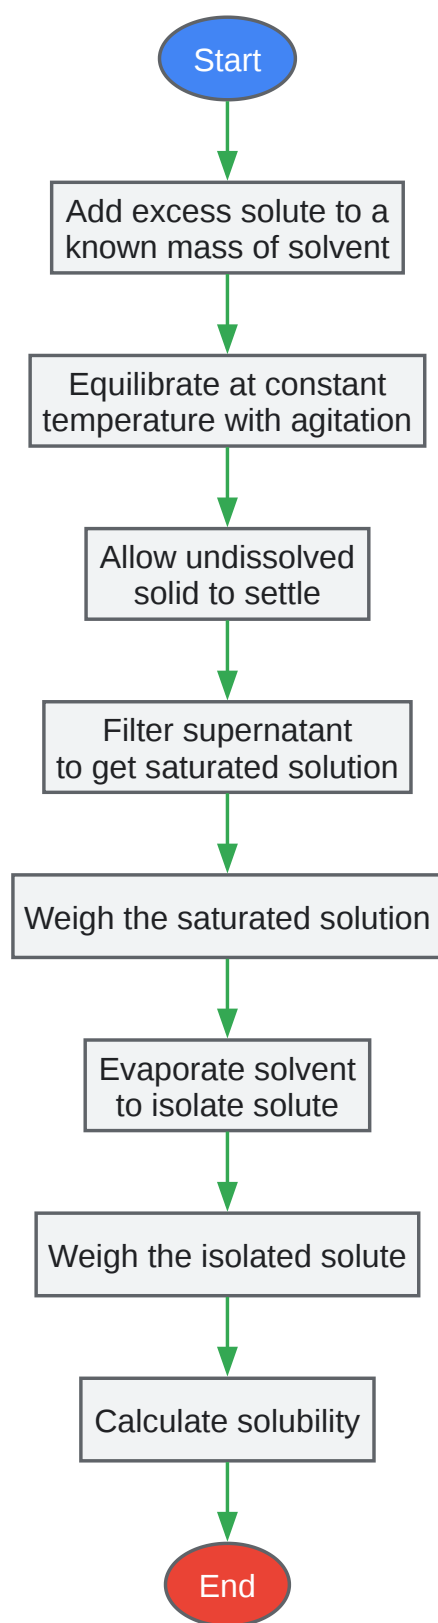 Start
Add excess solute to a
known mass of solvent
Equilibrate at constant
temperature with agitation
Allow undissolved
solid to settle
Filter supernatant
to get saturated solution
Weigh the saturated solution
Evaporate solvent
to isolate solute
Weigh the isolated solute
Calculate solubility
End